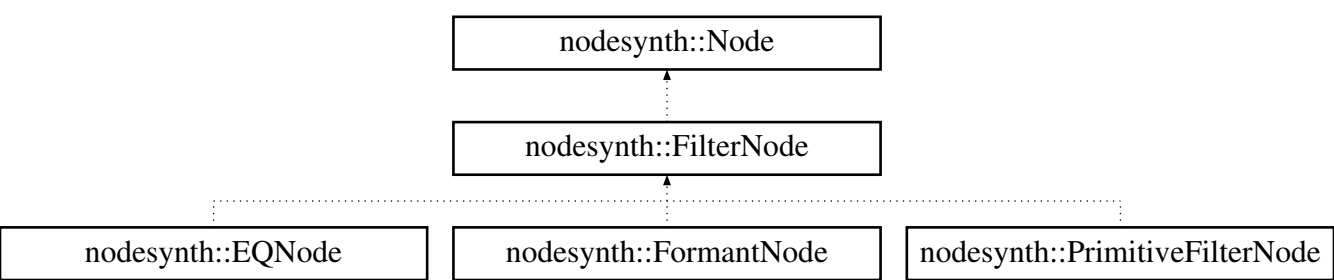 nodesynth::Node
nodesynth::FilterNode
nodesynth::EQNode
nodesynth::FormantNode
nodesynth::PrimitiveFilterNode